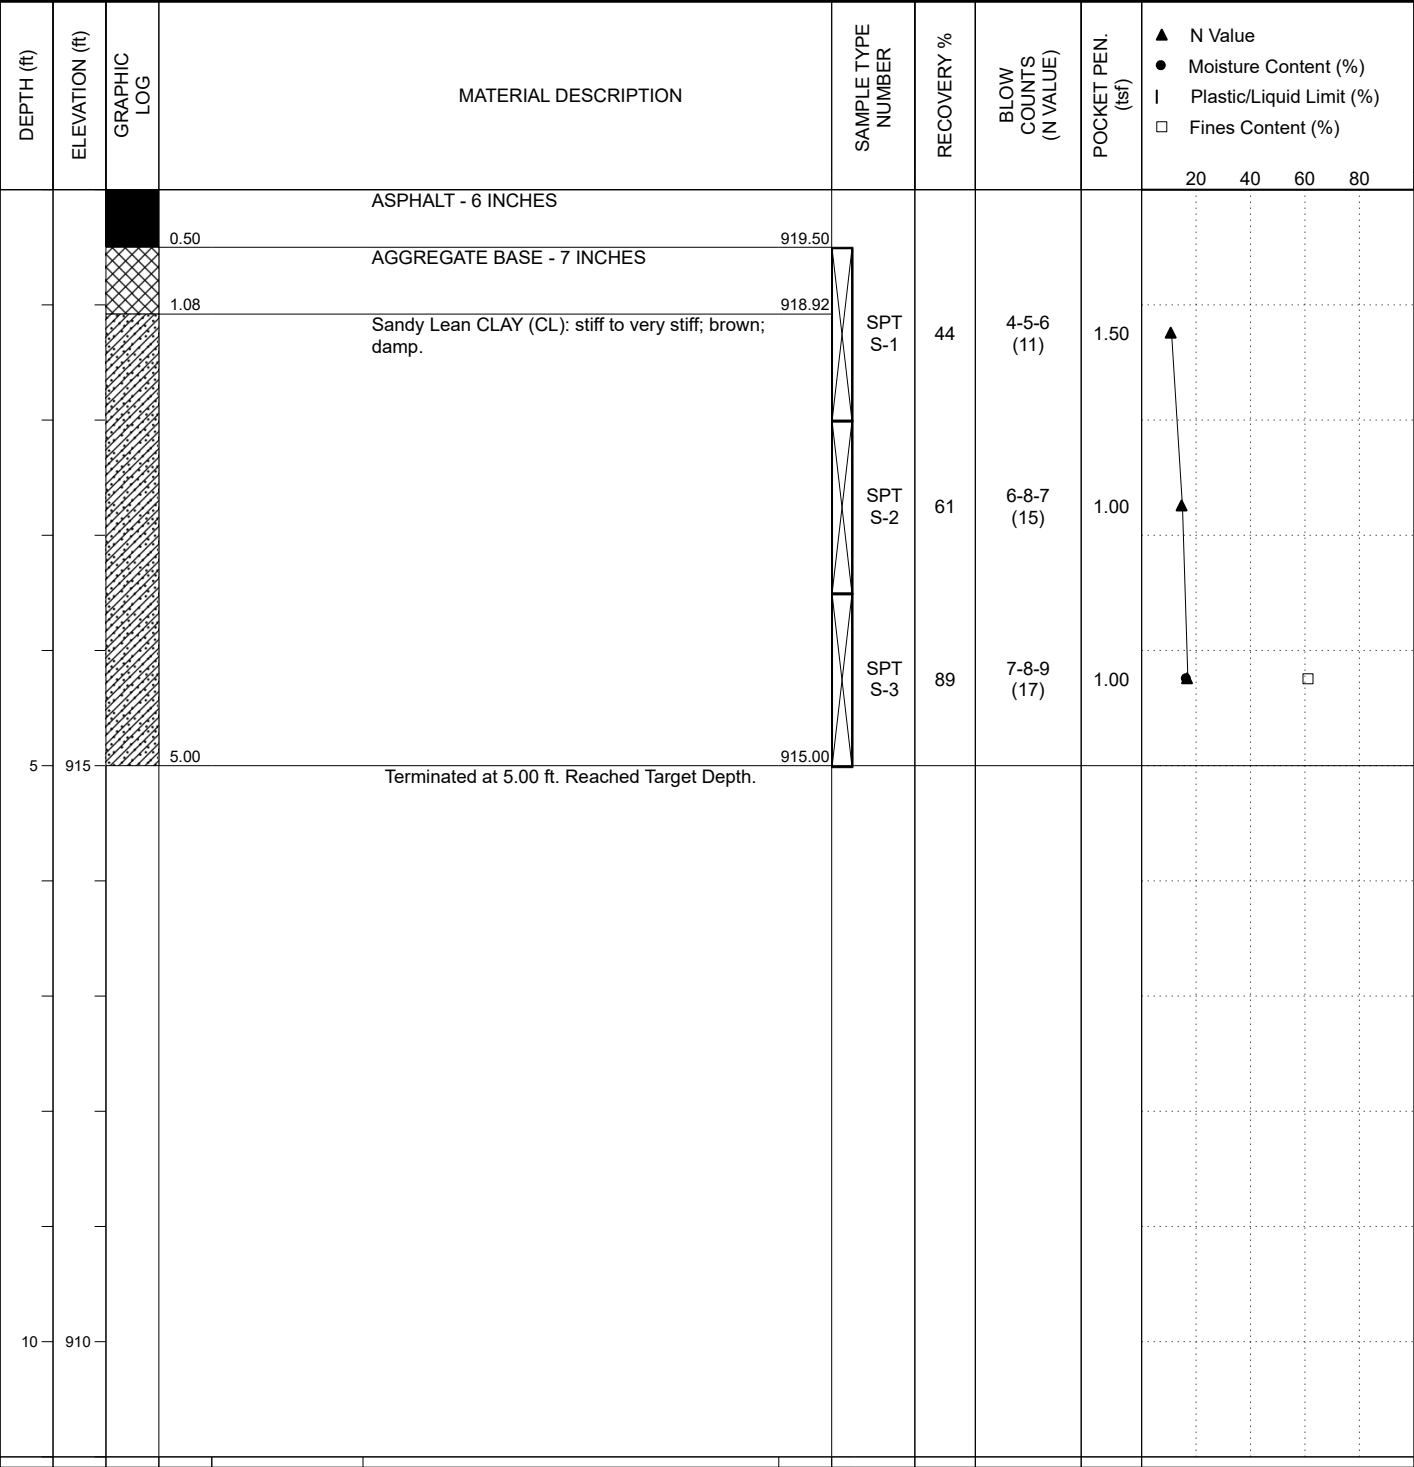 DEPTH (ft)
ELEVATION (ft)
GRAPHIC
LOG
MATERIAL DESCRIPTION
SAMPLE TYPE
NUMBER
RECOVERY %
BLOW
COUNTS
(N VALUE)
POCKET PEN.
(tsf)
▲ N Value
● Moisture Content (%)
| Plastic/Liquid Limit (%)
□ Fines Content (%)
20 40 60 80
ASPHALT - 6 INCHES
0.50 919.50
AGGREGATE BASE - 7 INCHES
1.08 918.92
Sandy Lean CLAY (CL): stiff to very stiff; brown;
damp.
SPT
S-1
44
4-5-6
(11)
1.50
SPT
S-2
61
6-8-7
(15)
1.00
SPT
S-3
89
7-8-9
(17)
1.00
5.00 915.00
5 915
Terminated at 5.00 ft. Reached Target Depth.
10 910